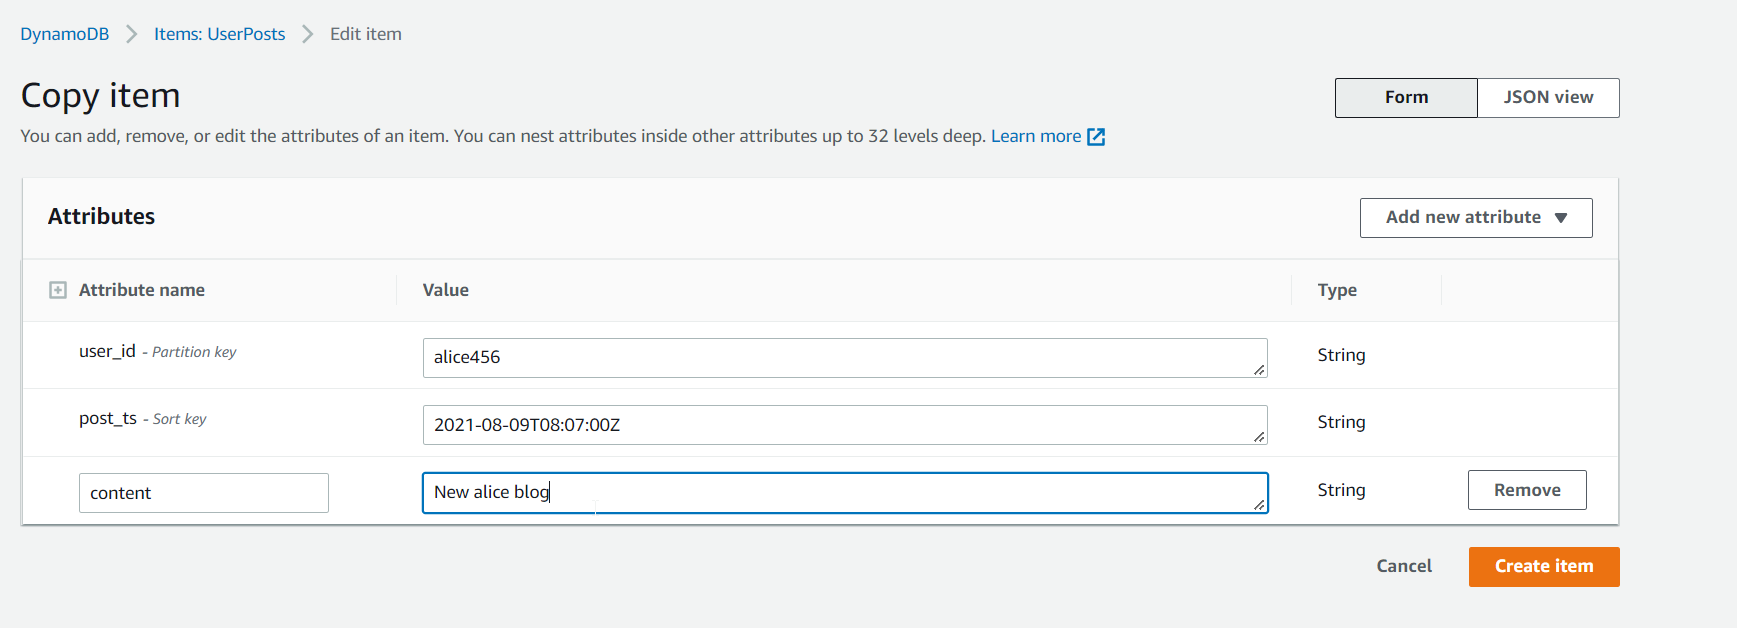 DynamoDB > Items: UserPosts > Edit item
Copy item
Form JSON view
You can add, remove, or edit the attributes of an item. You can nest attributes inside other attributes up to 32 levels deep. Learn more
Attributes
Add new attribute ▼
Attribute name Value Type
user_id - Partition key alice456 String
post_ts - Sort key 2021-08-09T08:07:00Z String
content New alice blog String Remove
Cancel Create item